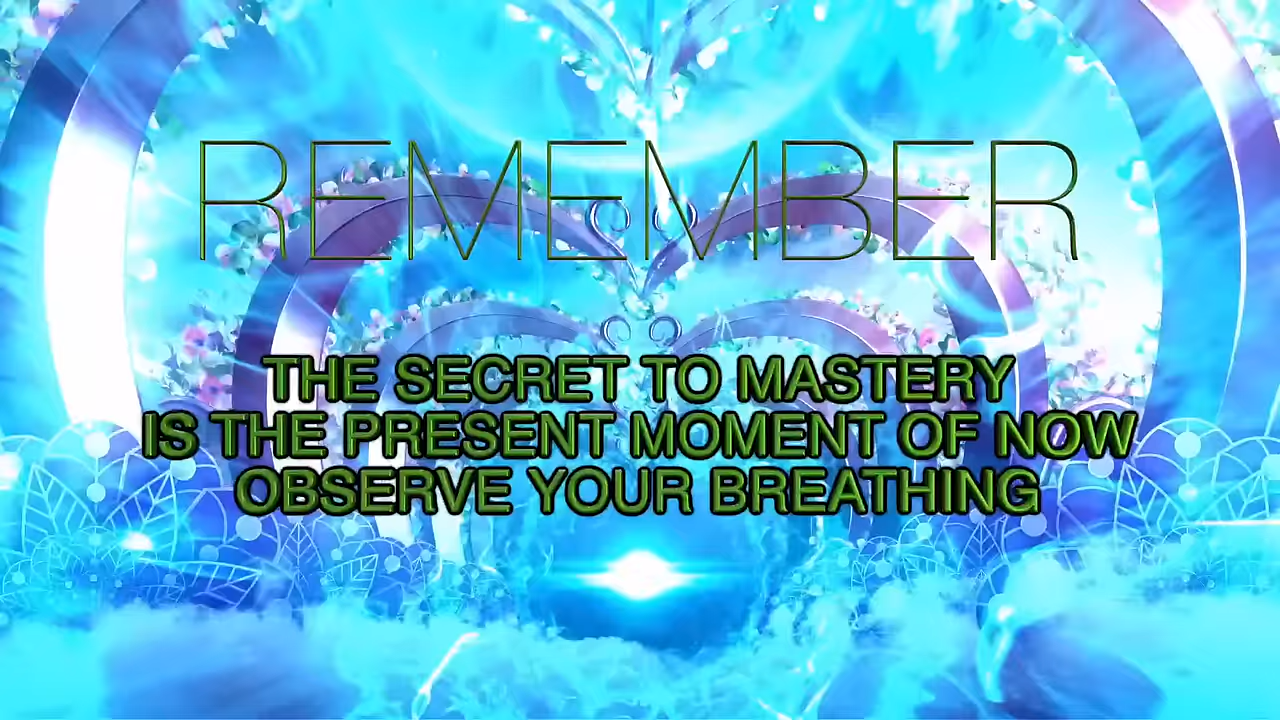 REMEMBER
THE SECRET TO MASTERY
IS THE PRESENT MOMENT OF NOW
OBSERVE YOUR BREATHING